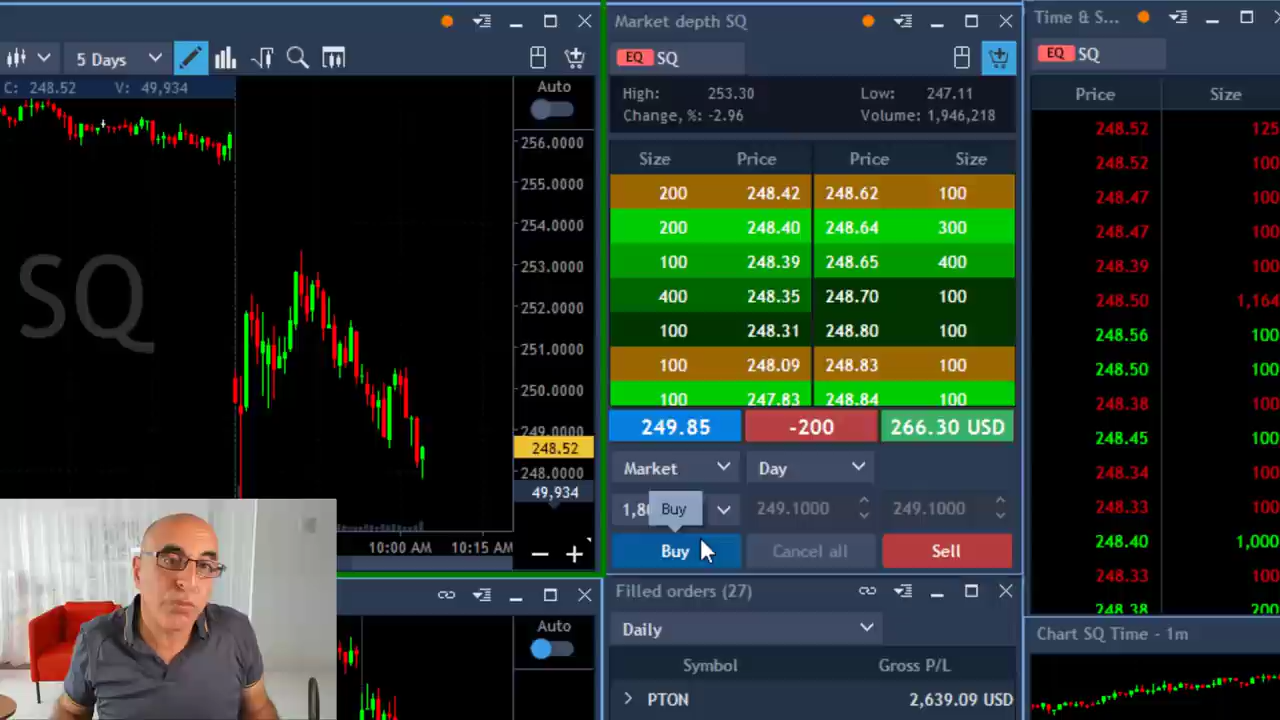 5 Days
C: 248.52 V: 49,934
SQ
Auto
256.0000
255.0000
254.0000
253.0000
252.0000
251.0000
250.0000
249.0000
248.52
248.0000
49,934
10:00 AM 10:15 AM
Auto
Market depth SQ
EQ SQ
High: 253.30 Low: 247.11
Change, %: -2.96 Volume: 1,946,218
Size Price Price Size
200 248.42 248.62 100
200 248.40 248.64 300
100 248.39 248.65 400
400 248.35 248.70 100
100 248.31 248.80 100
100 248.09 248.83 100
100 247.83 248.84 100
249.85 -200 266.30 USD
Market Day
Buy 249.1000 249.1000
Buy Cancel all Sell
Filled orders (27)
Daily
Symbol Gross P/L
PTON 2,639.09 USD
Time & S...
EQ SQ
Price Size
248.52 125
248.52 100
248.47 100
248.47 100
248.39 100
248.50 1,164
248.56 100
248.50 100
248.38 100
248.45 100
248.34 100
248.33 100
248.40 1,000
248.33 100
248.38 200
Chart SQ Time - 1m